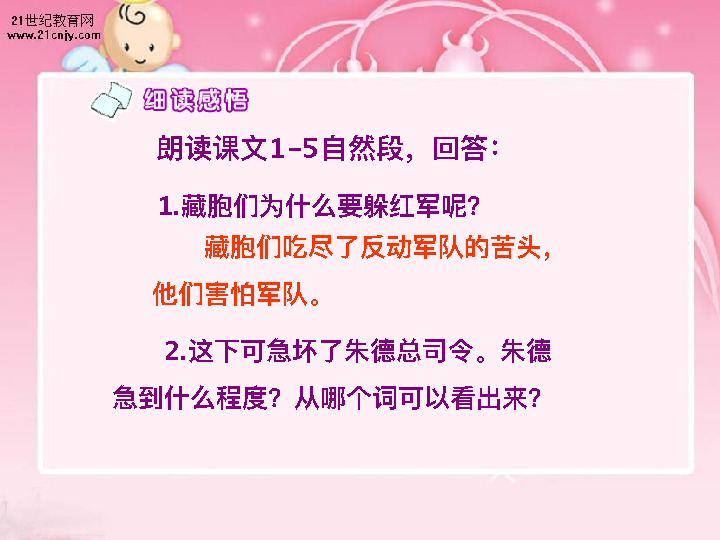 21世纪教育网
www.21cnjy.com
细读感悟
朗读课文1-5自然段，回答：
1.藏胞们为什么要躲红军呢？
藏胞们吃尽了反动军队的苦头，
他们害怕军队。
2.这下可急坏了朱德总司令。朱德
急到什么程度？从哪个词可以看出来？